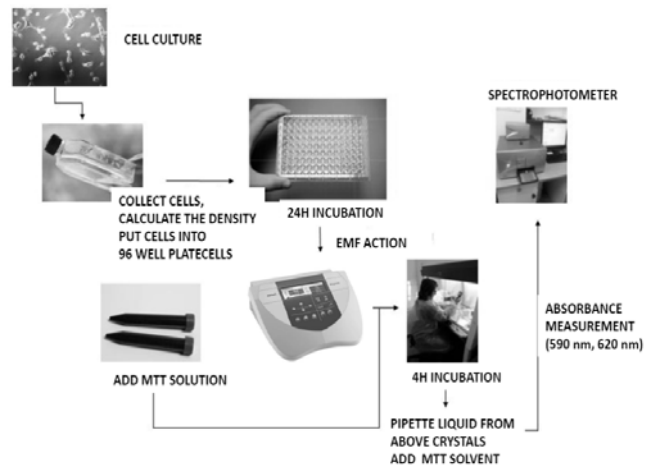 CELL CULTURE
SPECTROPHOTOMETER
COLLECT CELLS,
CALCULATE THE DENSITY
PUT CELLS INTO
96 WELL PLATECELLS
24H INCUBATION
EMF ACTION
ABSORBANCE
MEASUREMENT
(590 nm, 620 nm)
ADD MTT SOLUTION
4H INCUBATION
PIPETTE LIQUID FROM
ABOVE CRYSTALS
ADD MTT SOLVENT